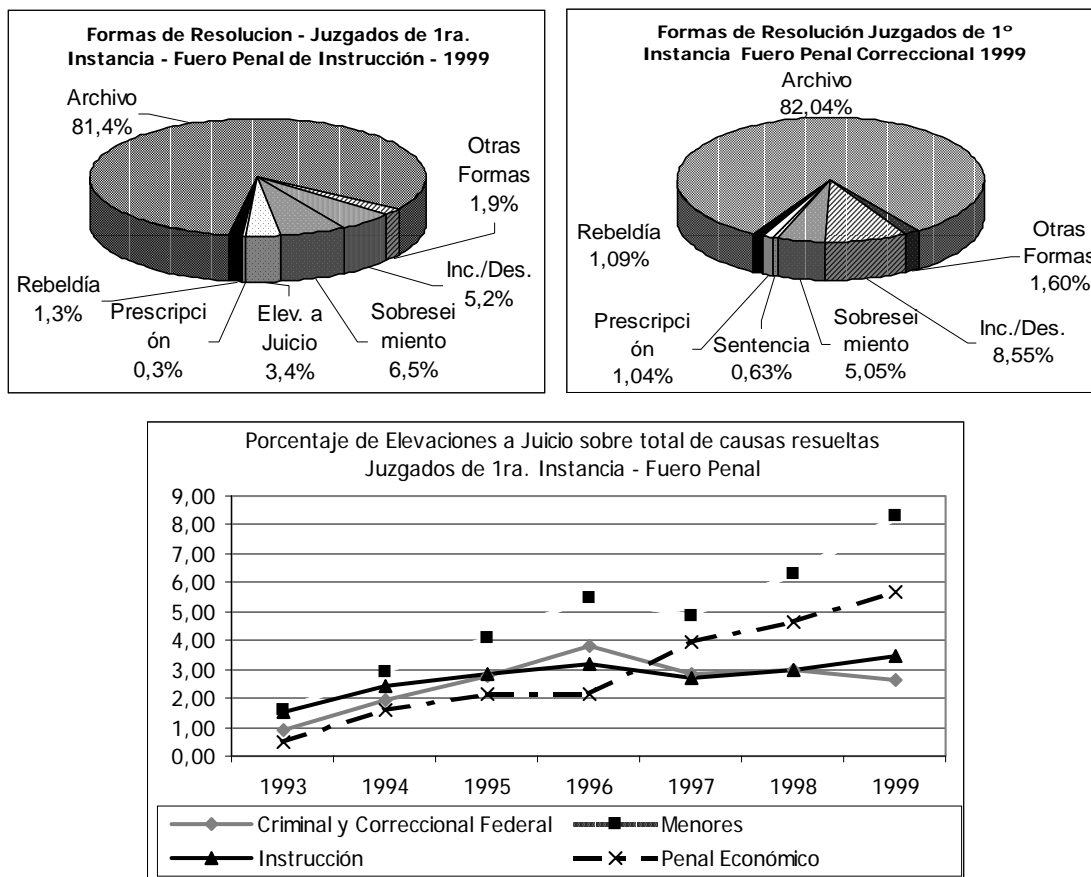 Formas de Resolucion - Juzgados de 1ra.
Instancia - Fuero Penal de Instrucción - 1999
Archivo
81,4%
Otras
Formas
1,9%
Inc./Des.
5,2%
Sobresei
miento
6,5%
Elev. a
Juicio
3,4%
Prescripci
ón
0,3%
Rebeldía
1,3%
Formas de Resolución Juzgados de 1º
Instancia Fuero Penal Correccional 1999
Archivo
82,04%
Otras
Formas
1,60%
Inc./Des.
8,55%
Sobresei
miento
5,05%
Sentencia
0,63%
Prescripci
ón
1,04%
Rebeldía
1,09%
Porcentaje de Elevaciones a Juicio sobre total de causas resueltas
Juzgados de 1ra. Instancia - Fuero Penal
9,00
8,00
7,00
6,00
5,00
4,00
3,00
2,00
1,00
0,00
1993 1994 1995 1996 1997 1998 1999
Criminal y Correccional Federal
Menores
Instrucción
Penal Económico